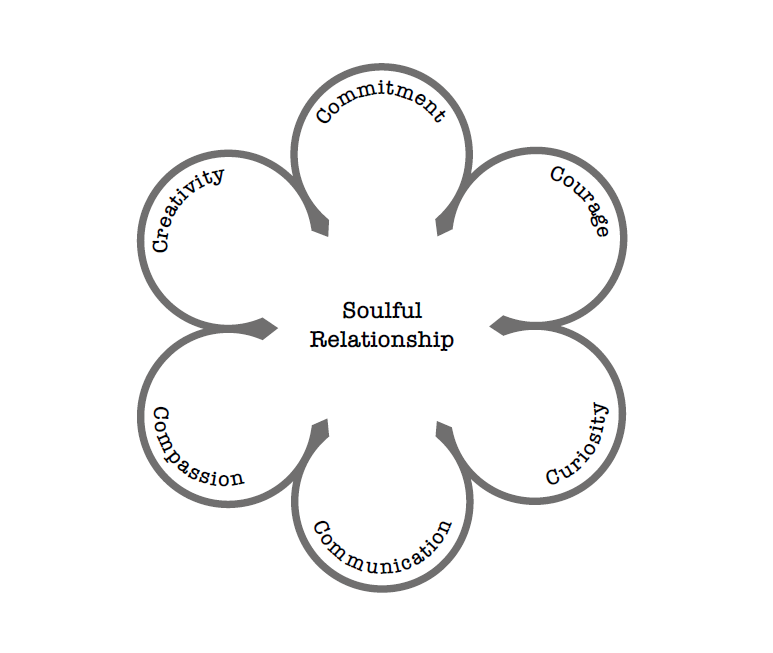 Commitment
Courage
Creativity
Soulful
Relationship
Compassion
Curiosity
Communication